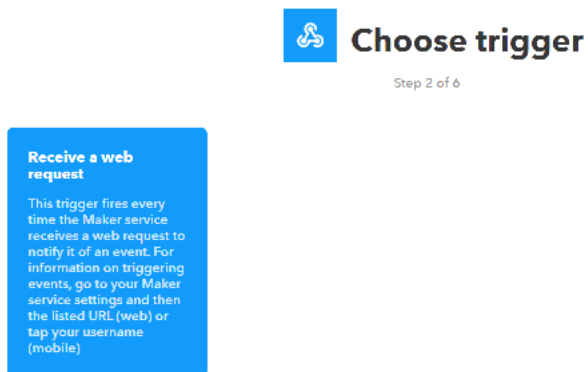 Choose trigger
Step 2 of 6
Receive a web
request
This trigger fires every
time the Maker service
receives a web request to
notify it of an event. For
information on triggering
events, go to your Maker
service settings and then
the listed URL (web) or
tap your username
(mobile)